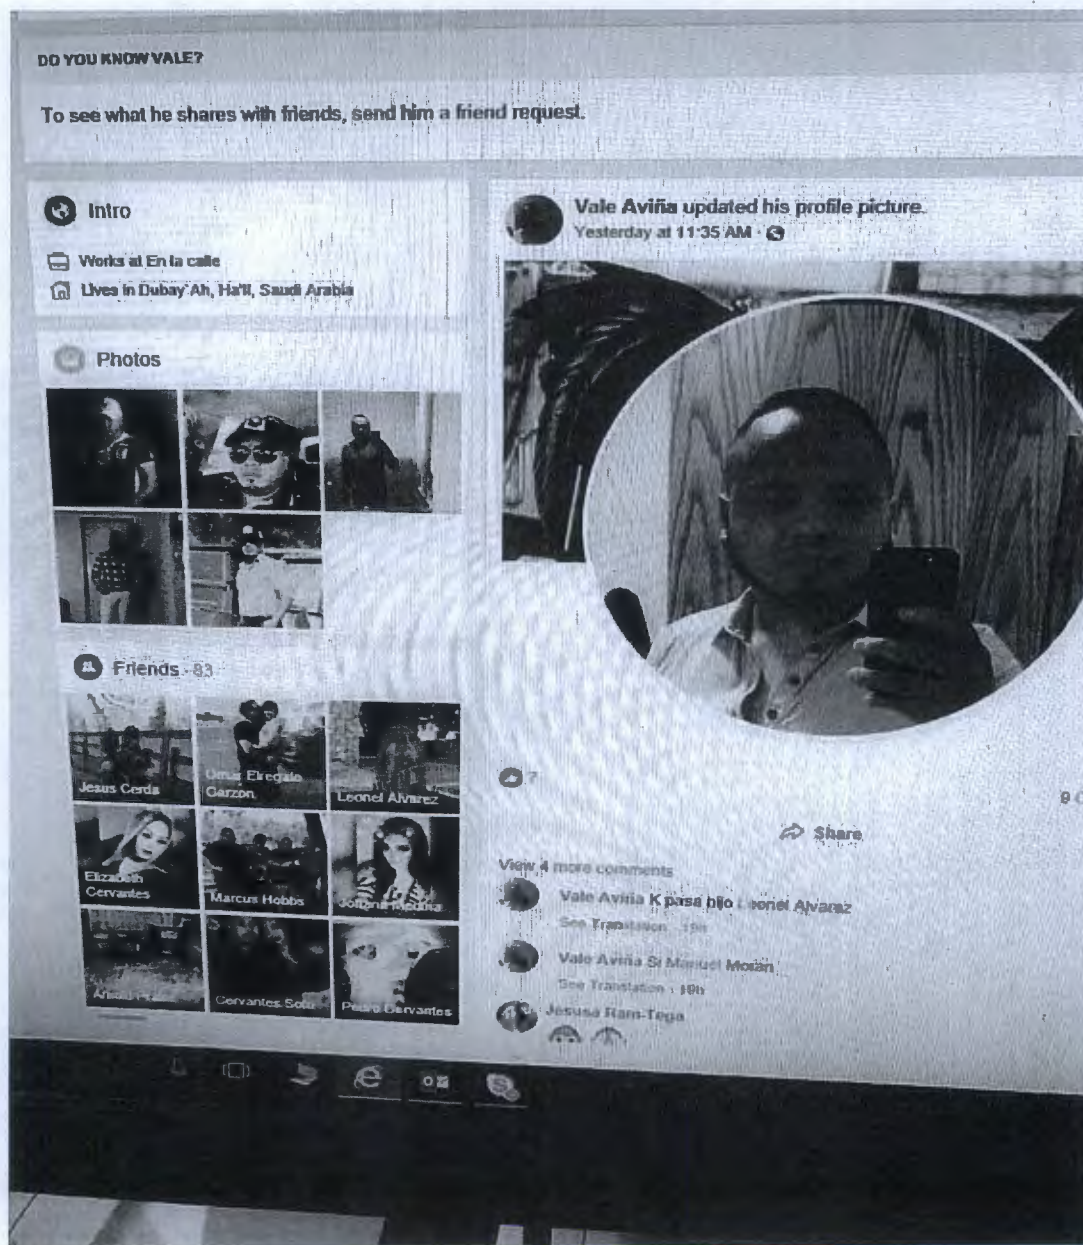 DO YOU KNOW VALE?
To see what he shares with friends, send him a friend request.
Intro
Works at En la calle
Lives in Dubay`Ah, Ha'il, Saudi Arabia
Photos
Friends · 83
Jesus Cerda
Omar Elregalo
Garzon
Leonel Alvarez
Elizabeth
Cervantes
Marcus Hobbs
Cervantes Soto
Pedro Cervantes
Vale Aviña updated his profile picture.
Yesterday at 11:35 AM ·
7
9
Share
View 4 more comments
Vale Aviña K pasa hijo Leonel Alvarez
See Translation · 19h
Vale Aviña Si Manuel Moran
See Translation · 19h
Jesusa Ram-Tega